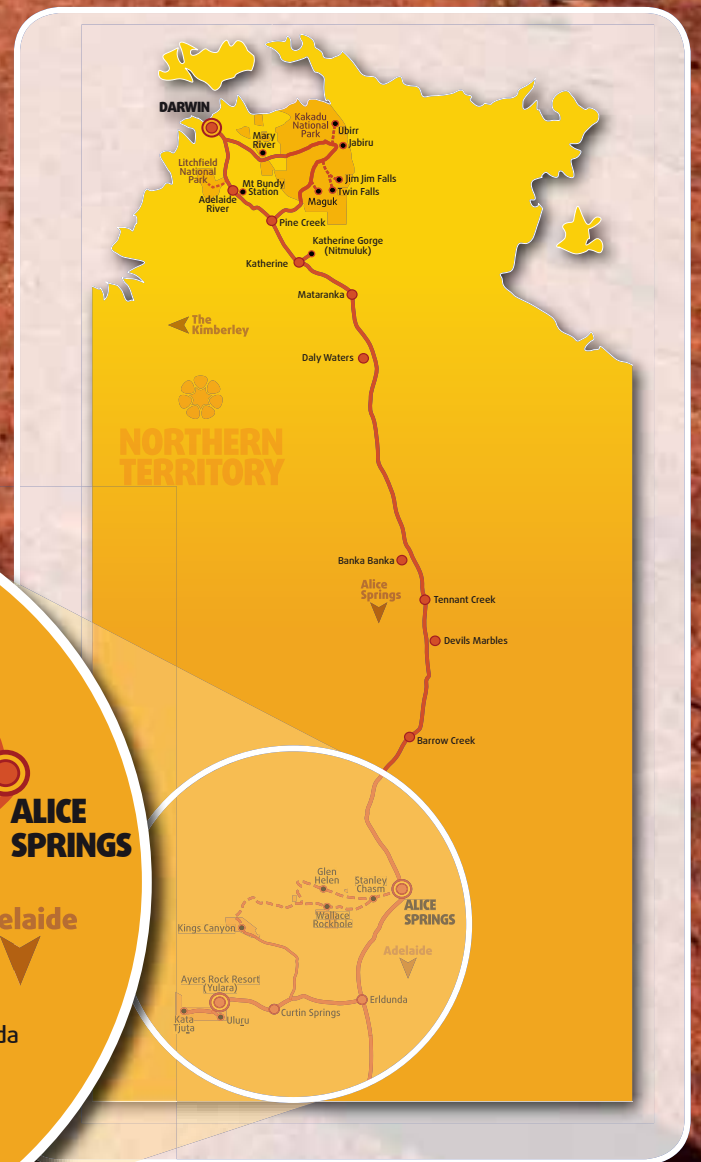 DARWIN
Kakadu
National
Park
Ubirr
Jabiru
Mary
River
Litchfield
National
Park
Mt Bundy
Station
Adelaide
River
Jim Jim Falls
Twin Falls
Maguk
Pine Creek
Katherine Gorge
(Nitmuluk)
Katherine
Mataranka
The
Kimberley
Daly Waters
NORTHERN
TERRITORY
Banka Banka
Alice
Springs
Tennant Creek
Devils Marbles
Barrow Creek
ALICE
SPRINGS
elaide
da
Glen
Helen
Stanley
Chasm
ALICE
SPRINGS
Wallace
Rockhole
Kings Canyon
Adelaide
Ayers Rock Resort
(Yulara)
Erldunda
Curtin Springs
Kata
Tjuṯa
Uluṟu